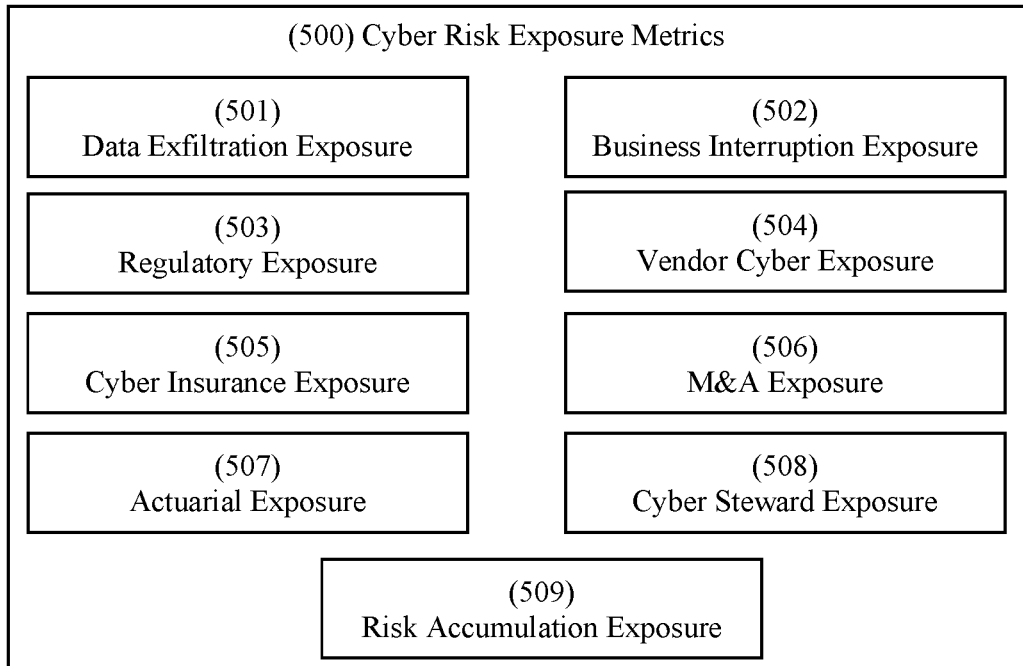 (500) Cyber Risk Exposure Metrics
(501)
Data Exfiltration Exposure
(502)
Business Interruption Exposure
(503)
Regulatory Exposure
(504)
Vendor Cyber Exposure
(505)
Cyber Insurance Exposure
(506)
M&A Exposure
(507)
Actuarial Exposure
(508)
Cyber Steward Exposure
(509)
Risk Accumulation Exposure